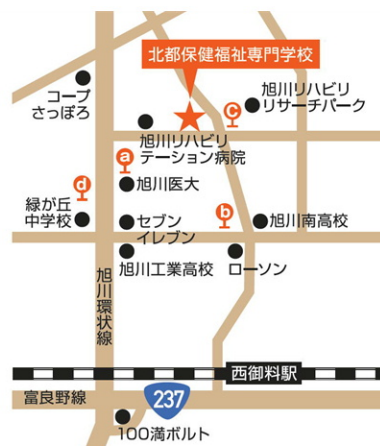 北都保健福祉専門学校
コープ
さっぽろ
旭川リハビリ
リサーチパーク
c
旭川リハビリ
テーション病院
a
旭川医大
d
緑が丘
中学校
セブン
イレブン
b
旭川南高校
旭川工業高校
ローソン
旭川環状線
西御料駅
富良野線
237
100満ボルト